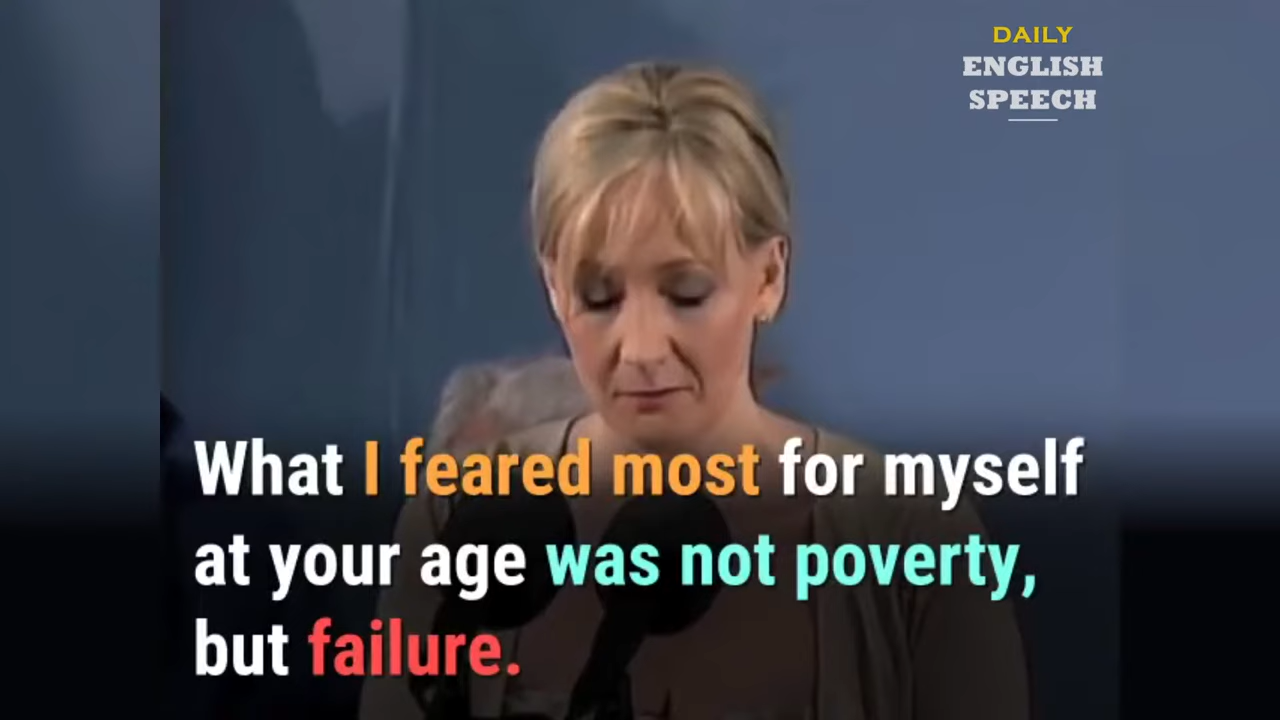 DAILY
ENGLISH
SPEECH
What I feared most for myself
at your age was not poverty,
but failure.